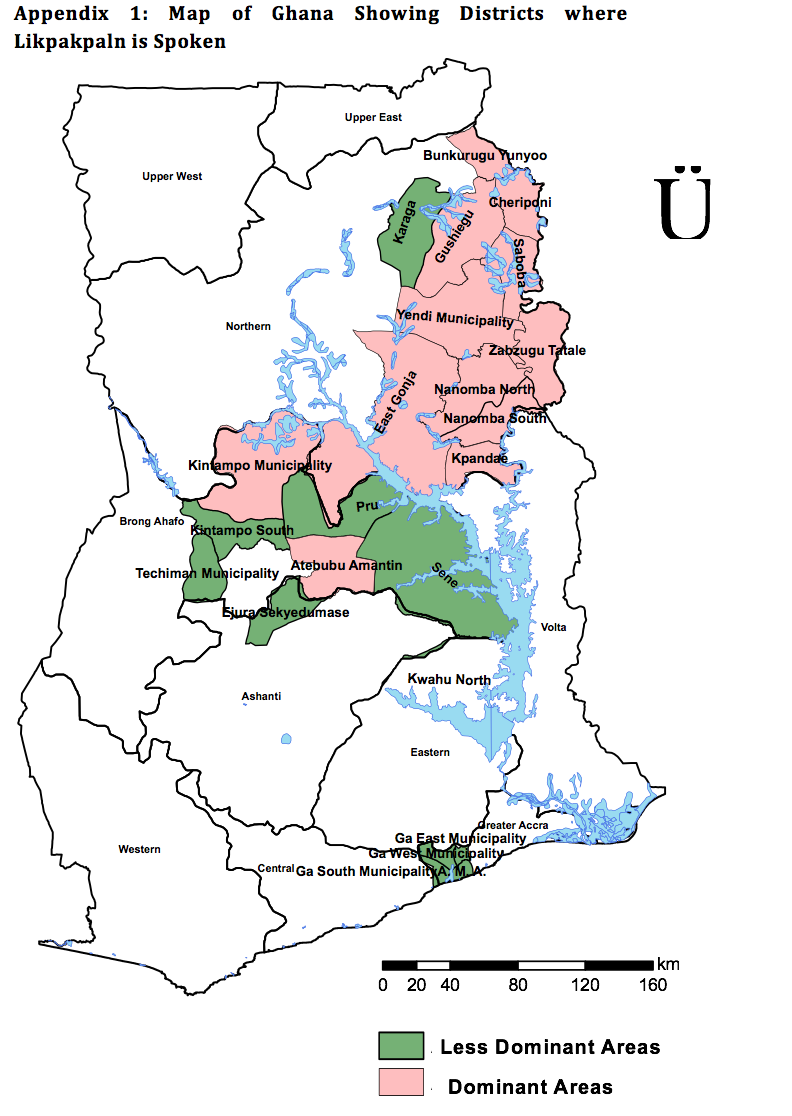 Appendix 1: Map of Ghana Showing Districts where
Likpakpaln is Spoken
Upper East
Bunkurugu Yunyoo
Upper West
Ü
Cheriponi
Karaga
Gushiegu
Saboba
Northern
Yendi Municipality
Zabzugu Tatale
East Gonja
Nanomba North
Nanomba South
Kpandae
Kintampo Municipality
Pru
Brong Ahafo
Kintampo South
Atebubu Amantin
Techiman Municipality
Sene
Ejura Sekyedumase
Volta
Kwahu North
Ashanti
Eastern
Greater Accra
Ga East Municipality
Western
Ga West Municipality
Central
Ga South Municipality
A. M. A.
km
0 20 40 80 120 160
Less Dominant Areas
Dominant Areas